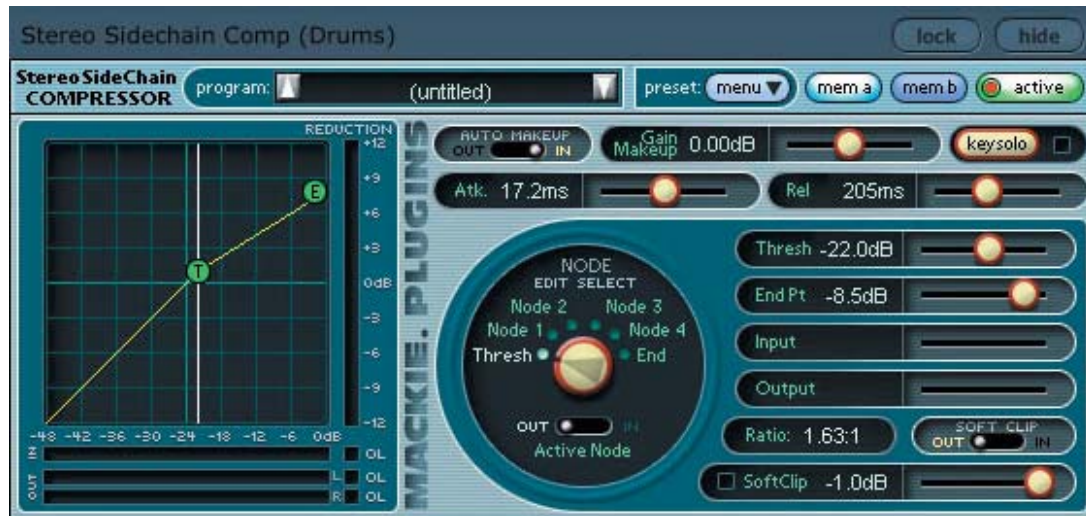 Stereo Sidechain Comp (Drums)
lock
hide
Stereo SideChain
COMPRESSOR
program:
(untitled)
preset:
menu
mem a
mem b
active
REDUCTION
+12
+9
+6
+3
0dB
-3
-6
-9
-12
E
T
-48 -42 -36 -30 -24 -18 -12 -6 0dB
IN
OL
OUT
L OL
R OL
MACKIE. PLUGINS
AUTO MAKEUP
OUT IN
Gain
Makeup 0.00dB
keysolo
Atk. 17.2ms
Rel 205ms
NODE
EDIT SELECT
Node 2 Node 3
Node 1 Node 4
Thresh End
OUT IN
Active Node
Thresh -22.0dB
End Pt -8.5dB
Input
Output
Ratio: 1.63:1
SOFT CLIP
OUT IN
SoftClip -1.0dB